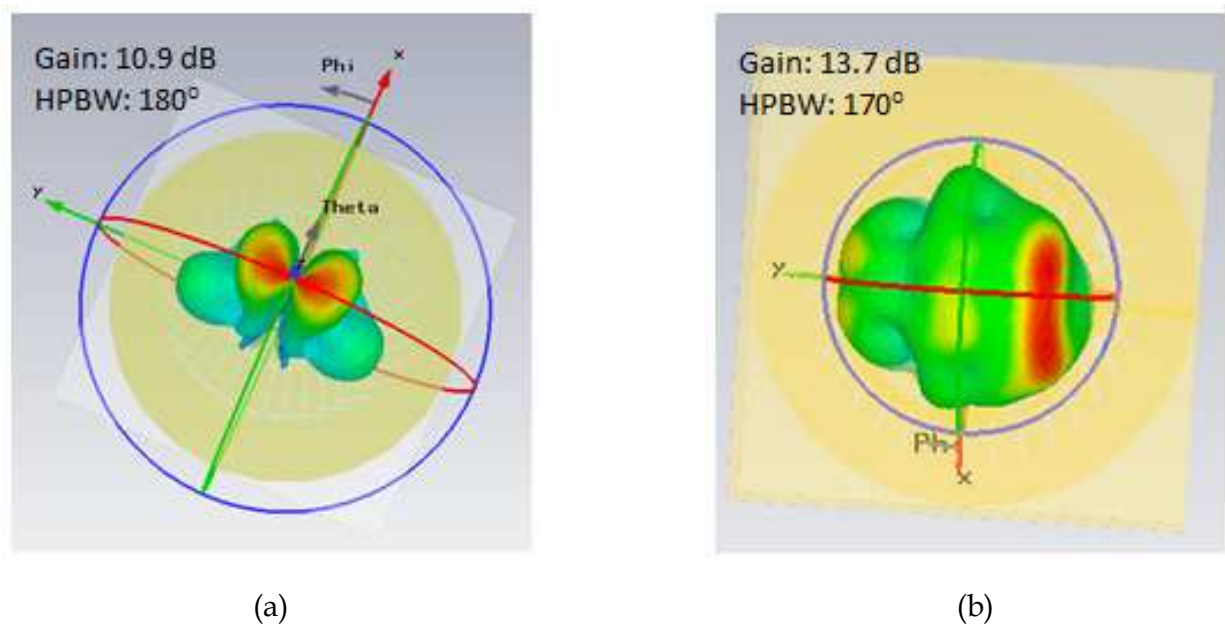 Gain: 10.9 dB
HPBW: 180°
Phi
x
y
Theta
(a)
Gain: 13.7 dB
HPBW: 170°
y
Ph
x
(b)